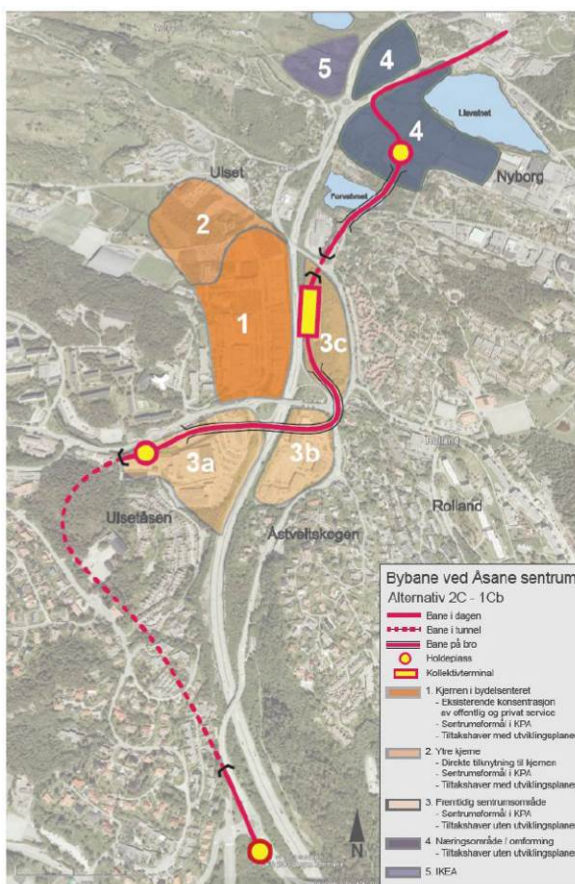 5
4
4
Ulset
Nyborg
2
1
3c
3a
3b
Rolland
Ulsetåsen
Åstveitskogen
Rolland
Bybane ved Åsane sentrum
Alternativ 2C - 1Cb
Bane i dagen
Bane i tunnel
Bane på bro
Holdeplass
Kollektivterminal
1. Kjernen i bydelsenteret
- Eksisterende konsentrasjon
av offentlig og privat service
- Sentrumsformål i KPA
- Tiltakshaver med utviklingsplaner
2. Ytre kjerne
- Direkte tilknytning til kjernen
- Sentrumsformål i KPA
- Tiltakshaver med utviklingsplaner
3. Fremtidig sentrumsområde
- Sentrumsformål i KPA
- Tiltakshaver uten utviklingsplaner
4 Næringsområde / omforming
- Tiltakshaver uten utviklingsplaner
5. IKEA
N